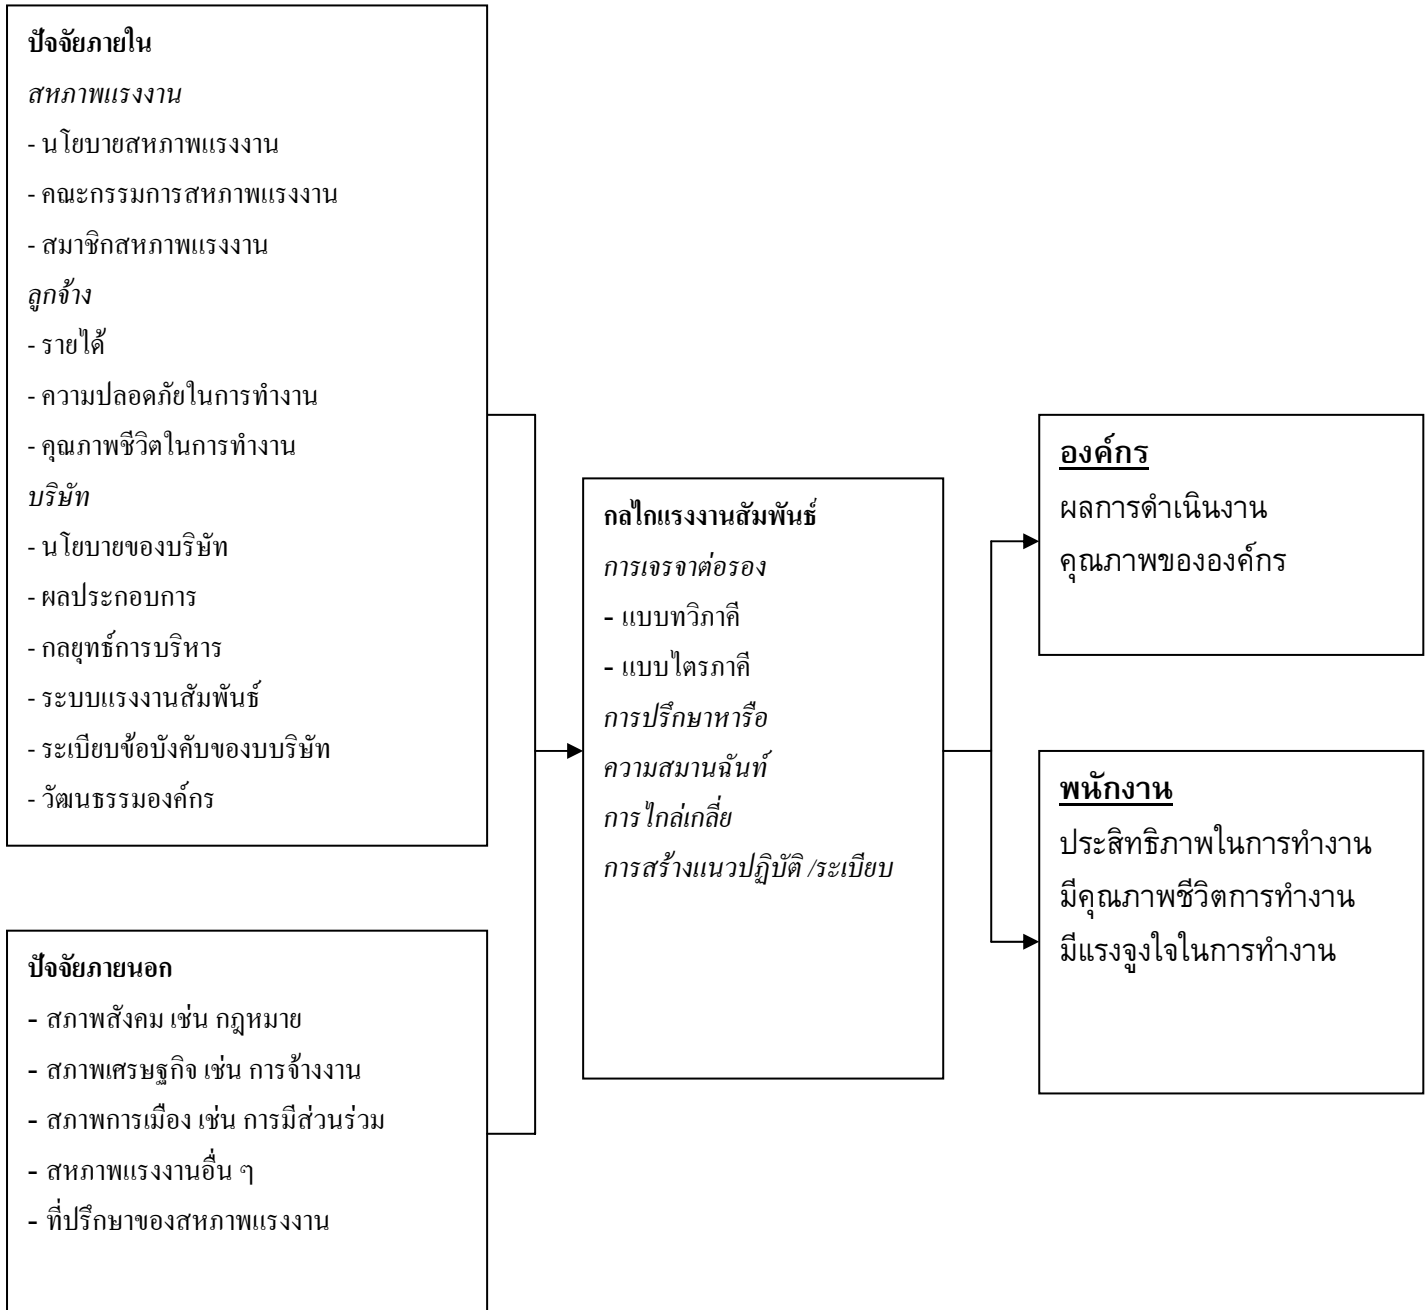 ปัจจัยภายใน
สหภาพแรงงาน
- นโยบายสหภาพแรงงาน
- คณะกรรมการสหภาพแรงงาน
- สมาชิกสหภาพแรงงาน
ลูกจ้าง
- รายได้
- ความปลอดภัยในการทำงาน
- คุณภาพชีวิตในการทำงาน
บริษัท
- นโยบายของบริษัท
- ผลประกอบการ
- กลยุทธ์การบริหาร
- ระบบแรงงานสัมพันธ์
- ระเบียบข้อบังคับของบบริษัท
- วัฒนธรรมองค์กร
ปัจจัยภายนอก
- สภาพสังคม เช่น กฎหมาย
- สภาพเศรษฐกิจ เช่น การจ้างงาน
- สภาพการเมือง เช่น การมีส่วนร่วม
- สหภาพแรงงานอื่น ๆ
- ที่ปรึกษาของสหภาพแรงงาน
กลไกแรงงานสัมพันธ์
การเจรจาต่อรอง
- แบบทวิภาคี
- แบบไตรภาคี
การปรึกษาหารือ
ความสมานฉันท์
การไกล่เกลี่ย
การสร้างแนวปฏิบัติ /ระเบียบ
องค์กร
ผลการดำเนินงาน
คุณภาพขององค์กร
พนักงาน
ประสิทธิภาพในการทำงาน
มีคุณภาพชีวิตการทำงาน
มีแรงจูงใจในการทำงาน